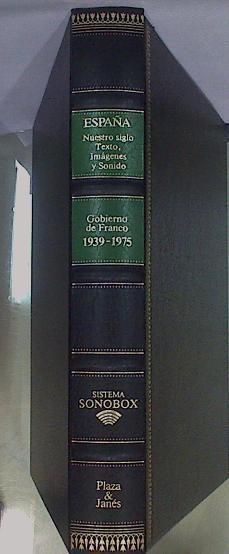 ESPAÑA
Nuestro siglo
Texto,
Imágenes
y Sonido
Gobierno
de Franco
1939-1975
SISTEMA
SONOBOX
Plaza
&
Janés